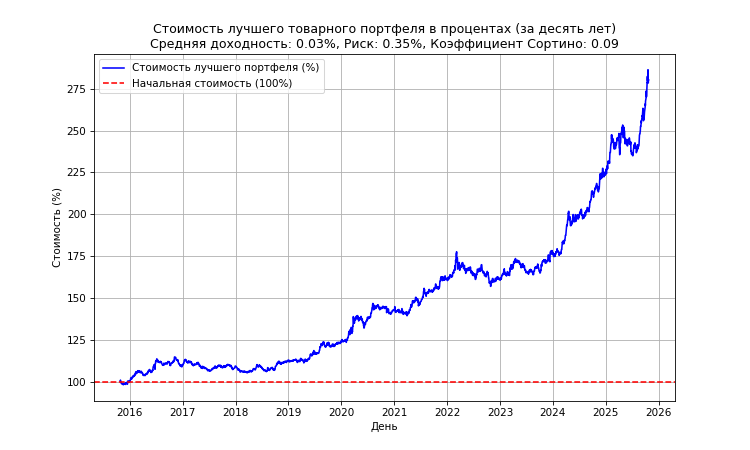 Стоимость лучшего товарного портфеля в процентах (за десять лет)
Средняя доходность: 0.03%, Риск: 0.35%, Коэффициент Сортино: 0.09
Стоимость лучшего портфеля (%)
Начальная стоимость (100%)
Стоимость (%)
275
250
225
200
175
150
125
100
2016 2017 2018 2019 2020 2021 2022 2023 2024 2025 2026
День